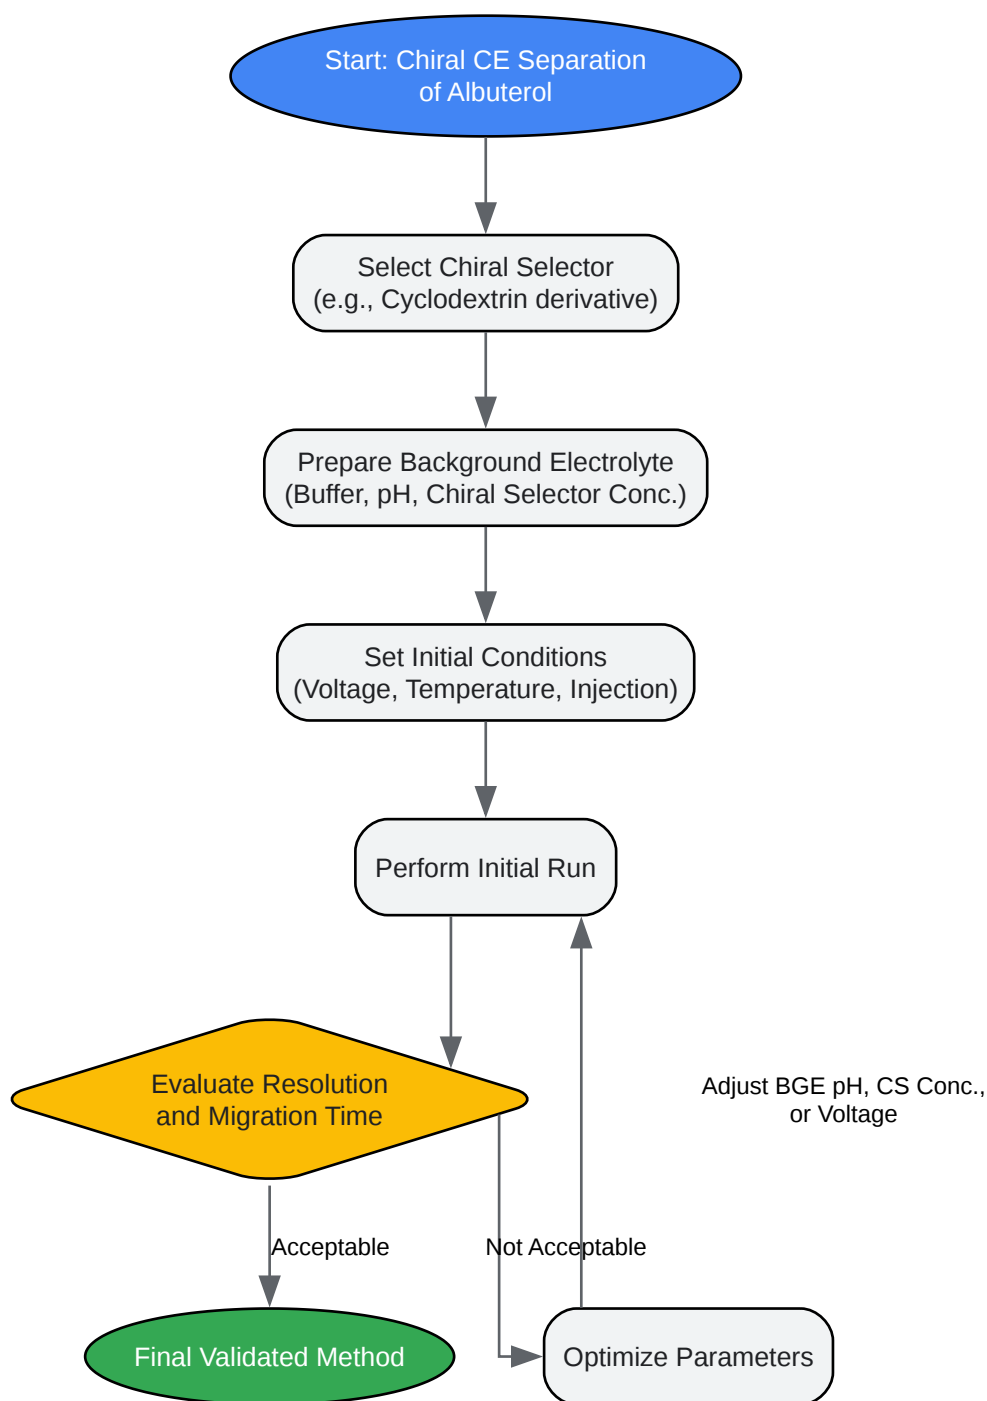 Start: Chiral CE Separation
of Albuterol
Select Chiral Selector
(e.g., Cyclodextrin derivative)
Prepare Background Electrolyte
(Buffer, pH, Chiral Selector Conc.)
Set Initial Conditions
(Voltage, Temperature, Injection)
Perform Initial Run
Evaluate Resolution
and Migration Time
Adjust BGE pH, CS Conc.,
or Voltage
Acceptable
Not Acceptable
Final Validated Method
Optimize Parameters